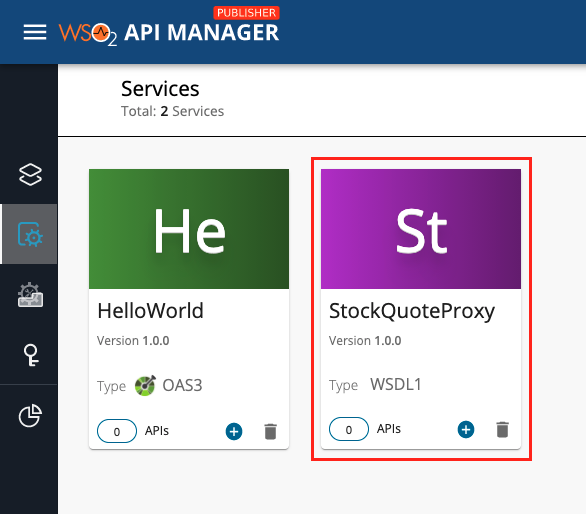 PUBLISHER
WSO2 API MANAGER
Services
Total: 2 Services
He
HelloWorld
Version 1.0.0
Type OAS3
0 APIs
St
StockQuoteProxy
Version 1.0.0
Type WSDL1
0 APIs